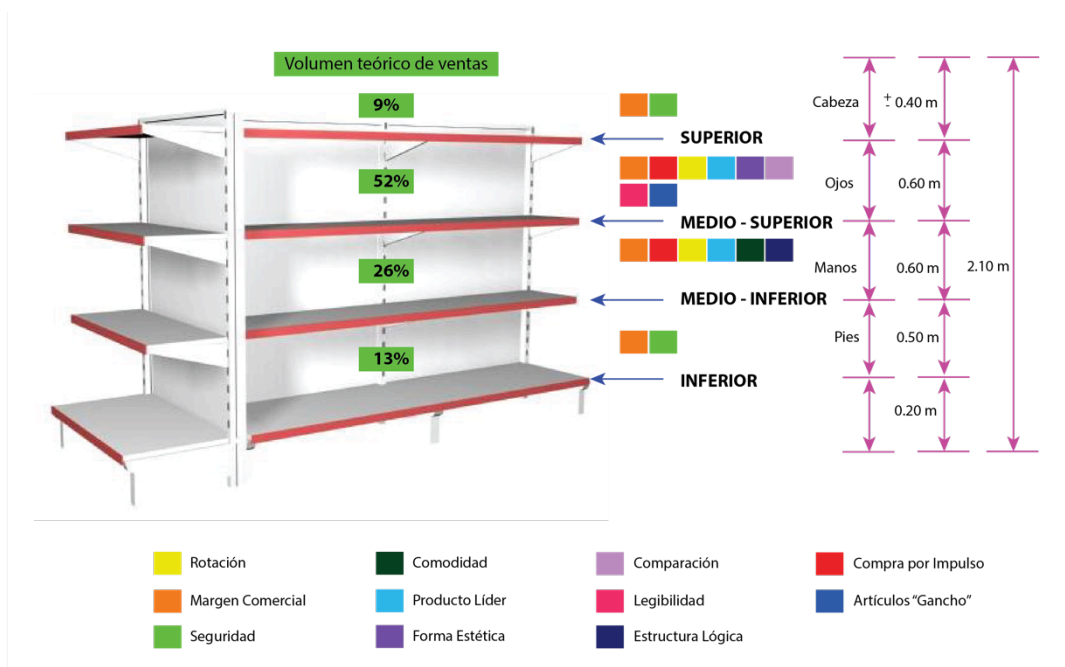 Volumen teórico de ventas
9%
Cabeza
+
- 0.40 m
SUPERIOR
52%
Ojos
0.60 m
MEDIO - SUPERIOR
26%
Manos
0.60 m
2.10 m
MEDIO - INFERIOR
Pies
0.50 m
13%
INFERIOR
0.20 m
Rotación
Comodidad
Comparación
Compra por Impulso
Margen Comercial
Producto Líder
Legibilidad
Artículos “Gancho”
Seguridad
Forma Estética
Estructura Lógica